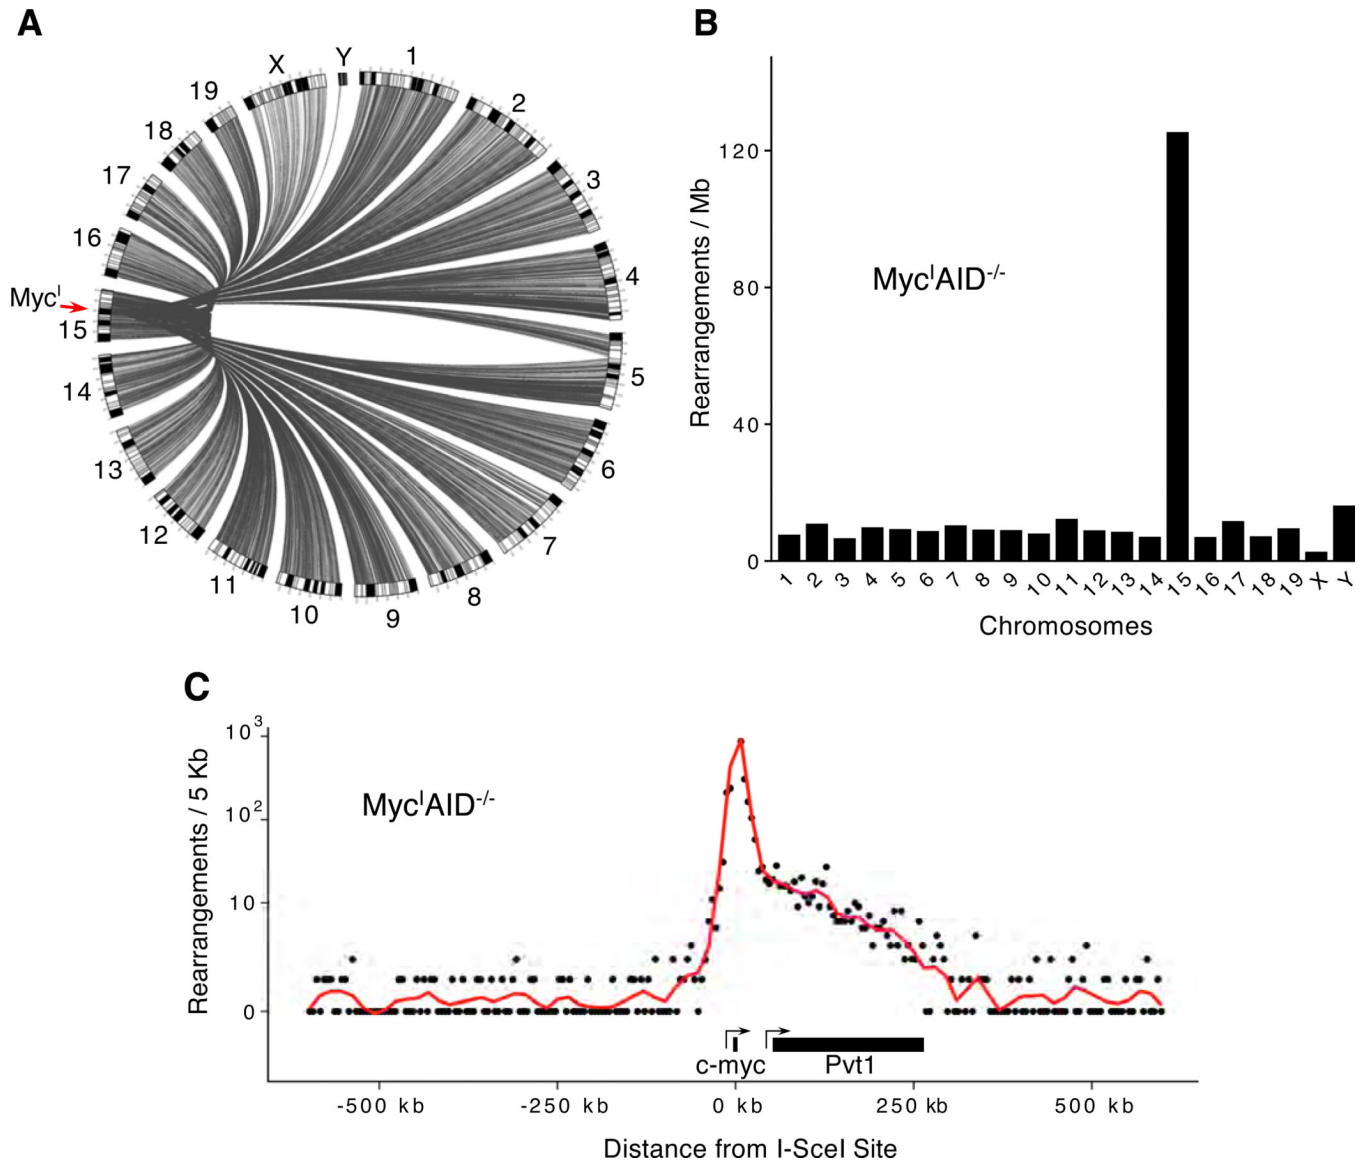 A
X
Y
1
2
3
4
5
6
7
8
9
10
11
12
13
14
15
16
17
18
19
Myc^I
B
Rearrangements / Mb
120
80
40
0
Myc^IAID^-/-
1 2 3 4 5 6 7 8 9 10 11 12 13 14 15 16 17 18 19 X Y
Chromosomes
C
Rearrangements / 5 Kb
10^3
10^2
10
0
Myc^IAID^-/-
c-myc
Pvt1
-500 kb -250 kb 0 kb 250 kb 500 kb
Distance from I-SceI Site